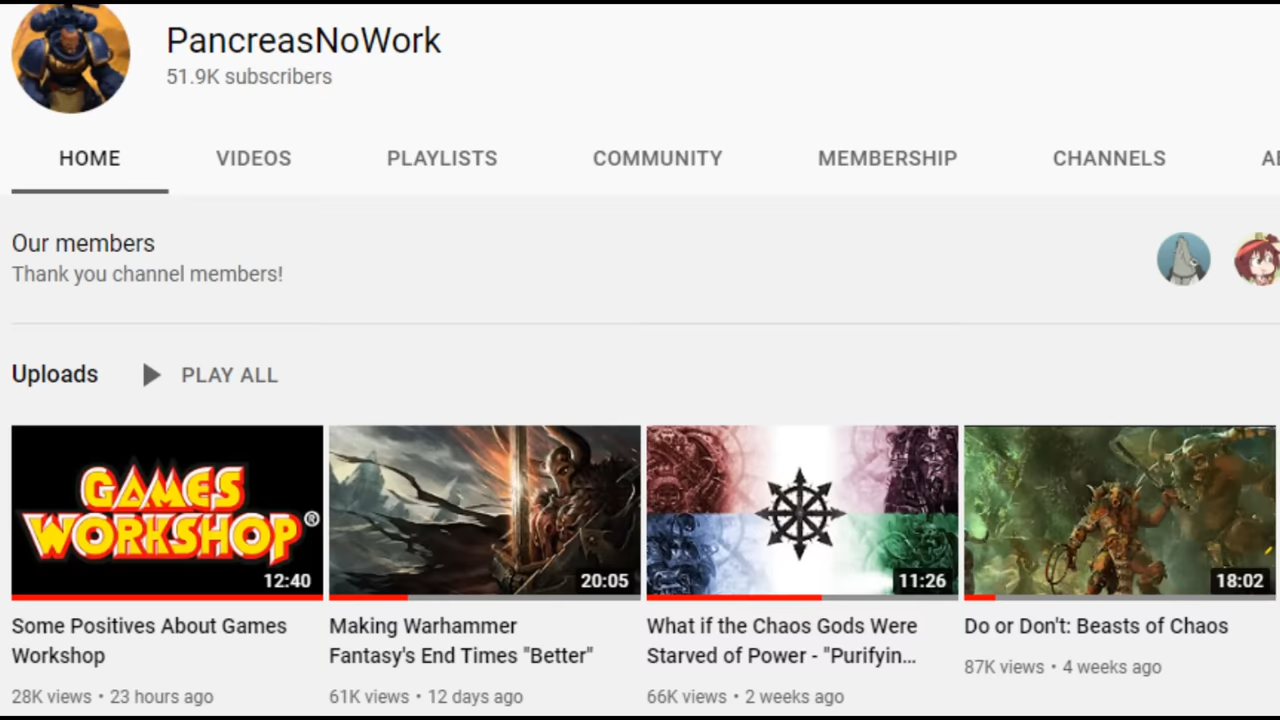 PancreasNoWork
51.9K subscribers
HOME VIDEOS PLAYLISTS COMMUNITY MEMBERSHIP CHANNELS
Our members
Thank you channel members!
Uploads PLAY ALL
GAMES
WORKSHOP®
12:40 20:05 11:26 18:02
Some Positives About Games
Workshop
28K views • 23 hours ago
Making Warhammer
Fantasy's End Times "Better"
61K views • 12 days ago
What if the Chaos Gods Were
Starved of Power - "Purifyin...
66K views • 2 weeks ago
Do or Don't: Beasts of Chaos
87K views • 4 weeks ago